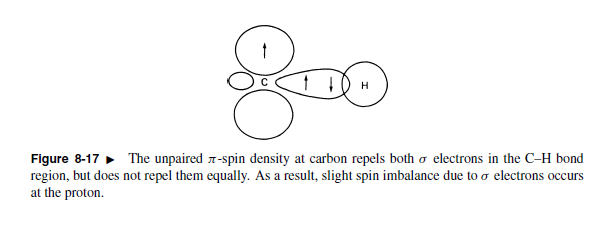 ↑
C ↑ ↓ H
Figure 8-17 ▶ The unpaired π-spin density at carbon repels both σ electrons in the C–H bond
region, but does not repel them equally. As a result, slight spin imbalance due to σ electrons occurs
at the proton.